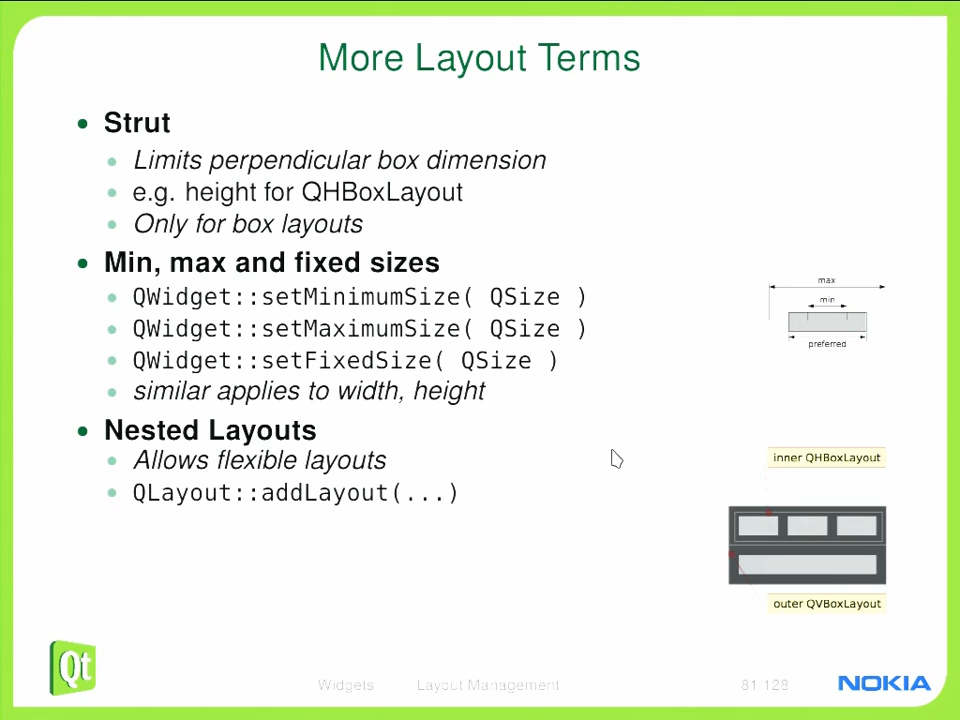 More Layout Terms
Strut
Limits perpendicular box dimension
e.g. height for QHBoxLayout
Only for box layouts
Min, max and fixed sizes
QWidget::setMinimumSize( QSize )
QWidget::setMaximumSize( QSize )
QWidget::setFixedSize( QSize )
similar applies to width, height
max
min
preferred
Nested Layouts
Allows flexible layouts
QLayout::addLayout(...)
inner QHBoxLayout
outer QVBoxLayout
Qt
Widgets Layout Management 81 128
NOKIA